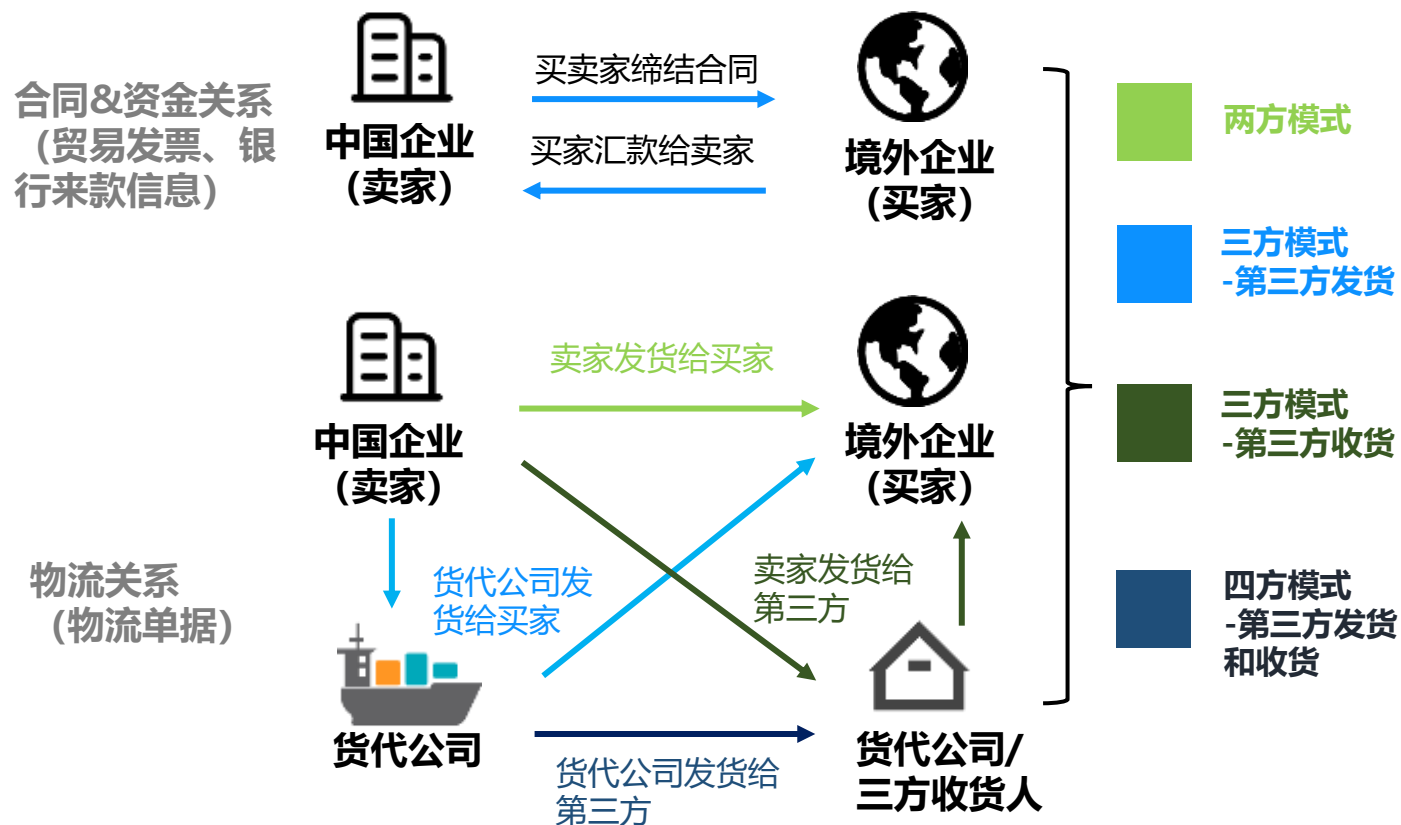 合同&资金关系
（贸易发票、银
行来款信息）
中国企业
（卖家）
买卖家缔结合同
买家汇款给卖家
境外企业
（买家）
物流关系
（物流单据）
中国企业
（卖家）
卖家发货给买家
境外企业
（买家）
货代公司发
货给买家
卖家发货给
第三方
货代公司
货代公司发货给
第三方
货代公司/
三方收货人
两方模式
三方模式
-第三方发货
三方模式
-第三方收货
四方模式
-第三方发货
和收货